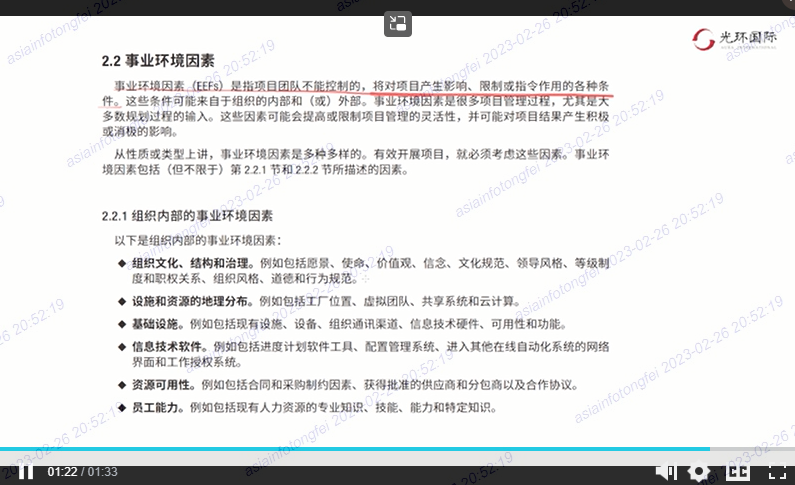 光环国际
2.2 事业环境因素
事业环境因素（EEFs）是指项目团队不能控制的，将对项目产生影响、限制或指令作用的各种条
件。这些条件可能来自于组织的内部和（或）外部。事业环境因素是很多项目管理过程，尤其是大
多数规划过程的输入。这些因素可能会提高或限制项目管理的灵活性，并可能对项目结果产生积极
或消极的影响。
从性质或类型上讲，事业环境因素是多种多样的。有效开展项目，就必须考虑这些因素。事业环
境因素包括（但不限于）第 2.2.1 节和 2.2.2 节所描述的因素。
2.2.1 组织内部的事业环境因素
以下是组织内部的事业环境因素：
◆ 组织文化、结构和治理。例如包括愿景、使命、价值观、信念、文化规范、领导风格、等级制
度和职权关系、组织风格、道德和行为规范。
◆ 设施和资源的地理分布。例如包括工厂位置、虚拟团队、共享系统和云计算。
◆ 基础设施。例如包括现有设施、设备、组织通讯渠道、信息技术硬件、可用性和功能。
◆ 信息技术软件。例如包括进度计划软件工具、配置管理系统、进入其他在线自动化系统的网络
界面和工作授权系统。
◆ 资源可用性。例如包括合同和采购制约因素、获得批准的供应商和分包商以及合作协议。
◆ 员工能力。例如包括现有人力资源的专业知识、技能、能力和特定知识。
asiainfotongfei 2023-02-26 20:52:19
01:22 / 01:33